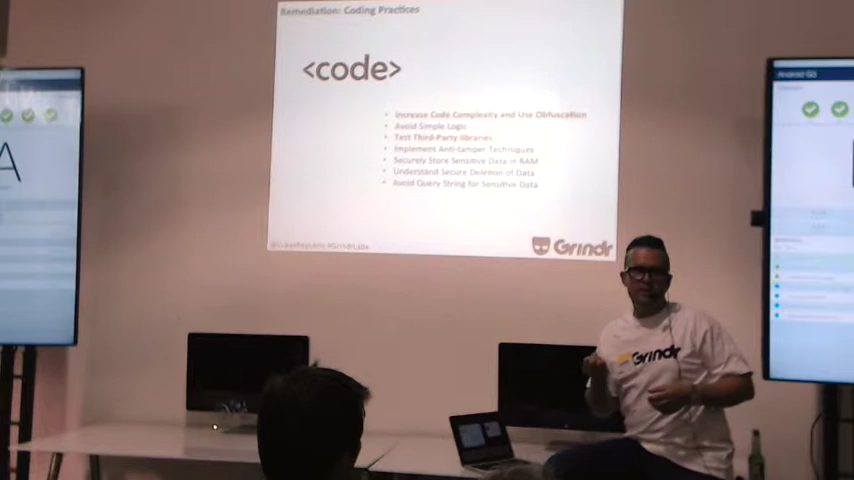 Remediation: Coding Practices
<code>
Increase Code Complexity and Use Obfuscation
Avoid Simple Logic
Test Third-Party libraries
Implement Anti-tamper Techniques
Securely Store Sensitive Data in RAM
Understand Secure Deletion of Data
Avoid Query String for Sensitive Data
Grindr
Grindr
A